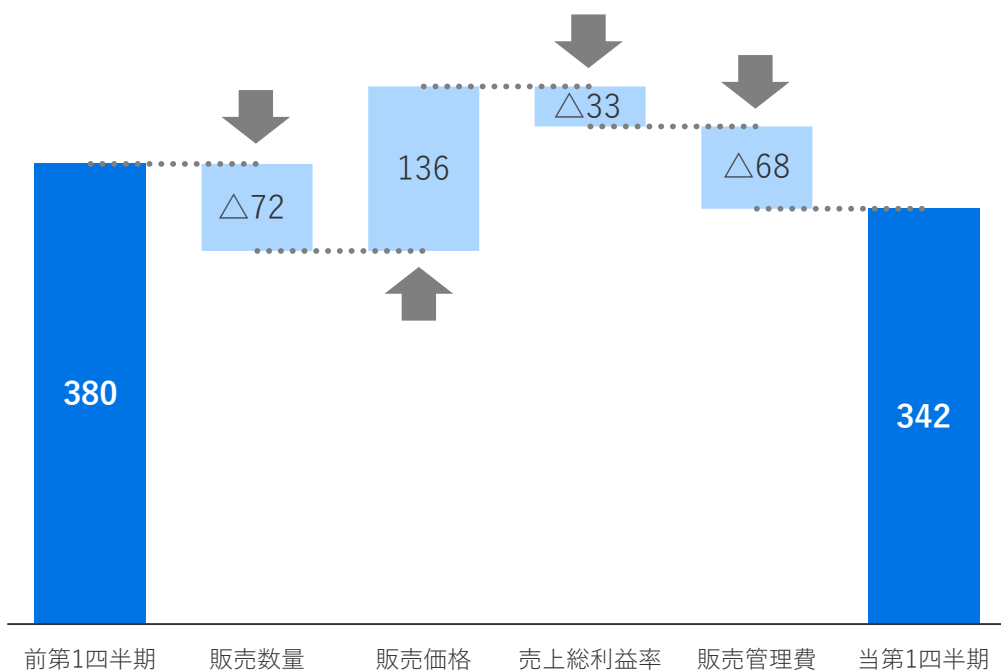 △33
136
△68
△72
380
342
前第1四半期
販売数量
販売価格
売上総利益率
販売管理費
当第1四半期